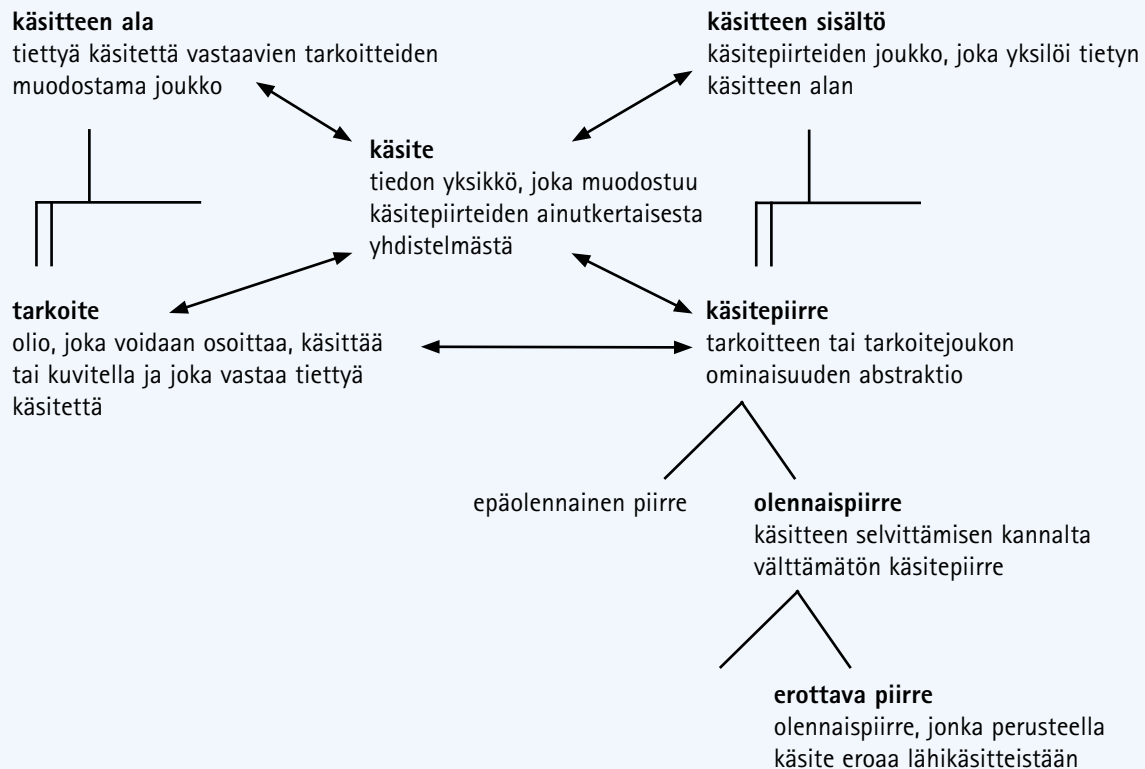 käsitteen ala
tiettyä käsitettä vastaavien tarkoitteiden
muodostama joukko
käsitteen sisältö
käsitepiirteiden joukko, joka yksilöi tietyn
käsitteen alan
käsite
tiedon yksikkö, joka muodostuu
käsitepiirteiden ainutkertaisesta
yhdistelmästä
tarkoite
olio, joka voidaan osoittaa, käsittää
tai kuvitella ja joka vastaa tiettyä
käsitettä
käsitepiirre
tarkoitteen tai tarkoitejoukon
ominaisuuden abstraktio
epäolennainen piirre
olennaispiirre
käsitteen selvittämisen kannalta
välttämätön käsitepiirre
erottava piirre
olennaispiirre, jonka perusteella
käsite eroaa lähikäsitteistään